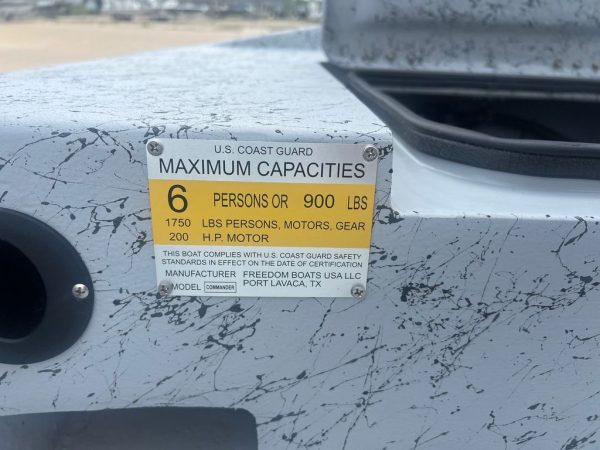 U.S. COAST GUARD
MAXIMUM CAPACITIES
6 PERSONS OR 900 LBS
1750 LBS PERSONS, MOTORS, GEAR
200 H.P. MOTOR
THIS BOAT COMPLIES WITH U.S. COAST GUARD SAFETY
STANDARDS IN EFFECT ON THE DATE OF CERTIFICATION
MANUFACTURER FREEDOM BOATS USA LLC
MODEL COMMANDER PORT LAVACA, TX